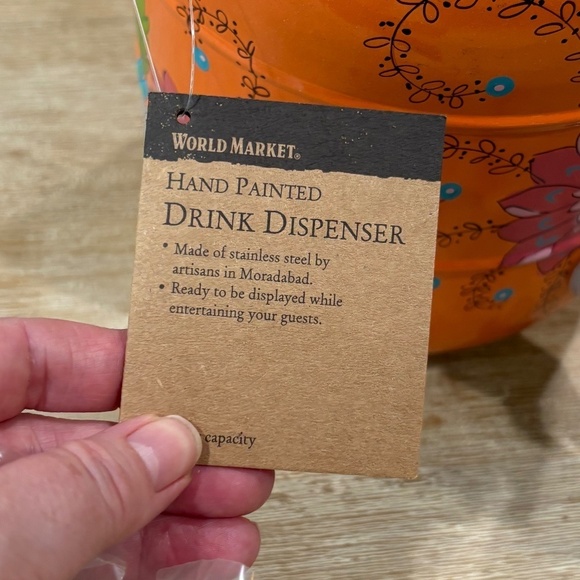 WORLD MARKET®
HAND PAINTED
DRINK DISPENSER
• Made of stainless steel by
artisans in Moradabad.
• Ready to be displayed while
entertaining your guests.
capacity